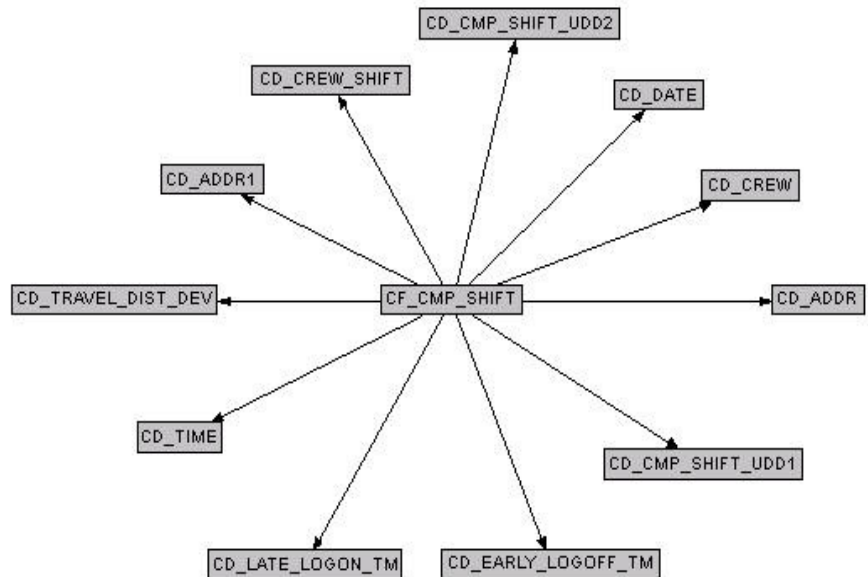 CD_CMP_SHIFT_UDD2
CD_CREW_SHIFT
CD_DATE
CD_ADDR1
CD_CREW
CD_TRAVEL_DIST_DEV
CF_CMP_SHIFT
CD_ADDR
CD_TIME
CD_CMP_SHIFT_UDD1
CD_LATE_LOGON_TM
CD_EARLY_LOGOFF_TM